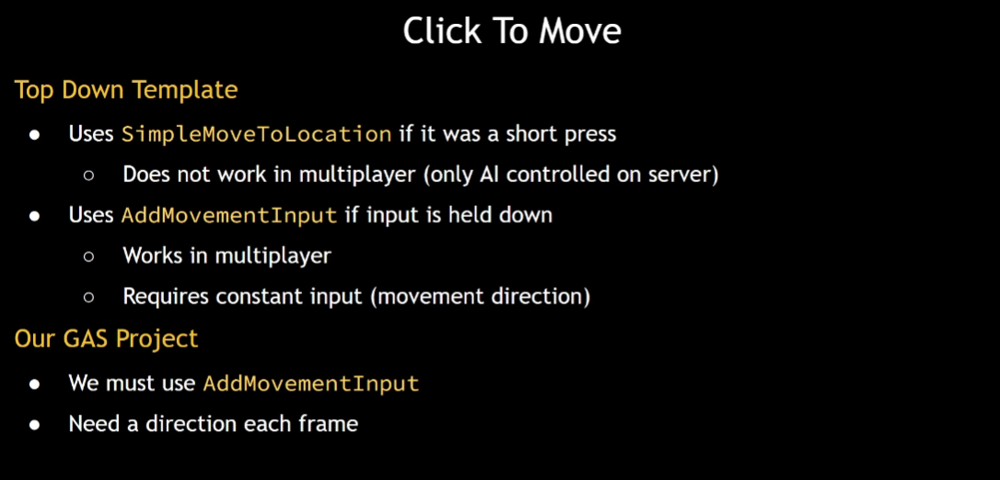 Click To Move
Top Down Template
● Uses SimpleMoveToLocation if it was a short press
○ Does not work in multiplayer (only AI controlled on server)
● Uses AddMovementInput if input is held down
○ Works in multiplayer
○ Requires constant input (movement direction)
Our GAS Project
● We must use AddMovementInput
● Need a direction each frame